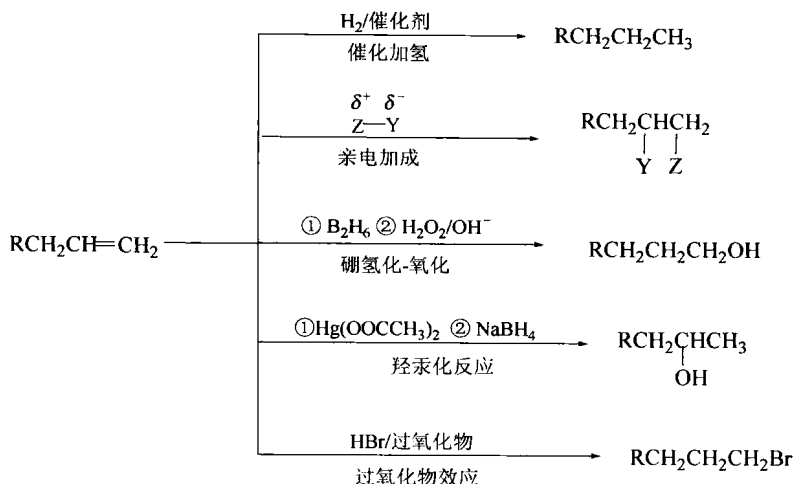 H₂/催化剂
催化加氢
RCH₂CH₂CH₃
δ⁺ δ⁻
Z—Y
亲电加成
RCH₂CHCH₂
Y Z
RCH₂CH=CH₂
① B₂H₆ ② H₂O₂/OH⁻
硼氢化-氧化
RCH₂CH₂CH₂OH
①Hg(OOCCH₃)₂ ② NaBH₄
羟汞化反应
RCH₂CHCH₃
OH
HBr/过氧化物
过氧化物效应
RCH₂CH₂CH₂Br